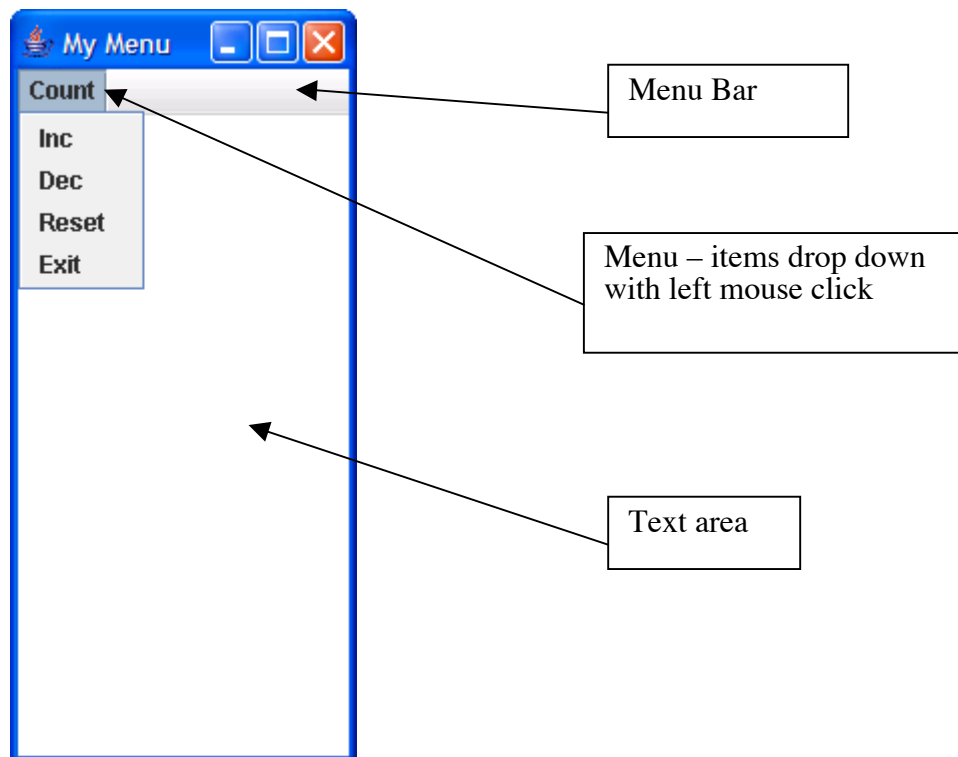 My Menu
Count
Inc
Dec
Reset
Exit
Menu Bar
Menu – items drop down
with left mouse click
Text area